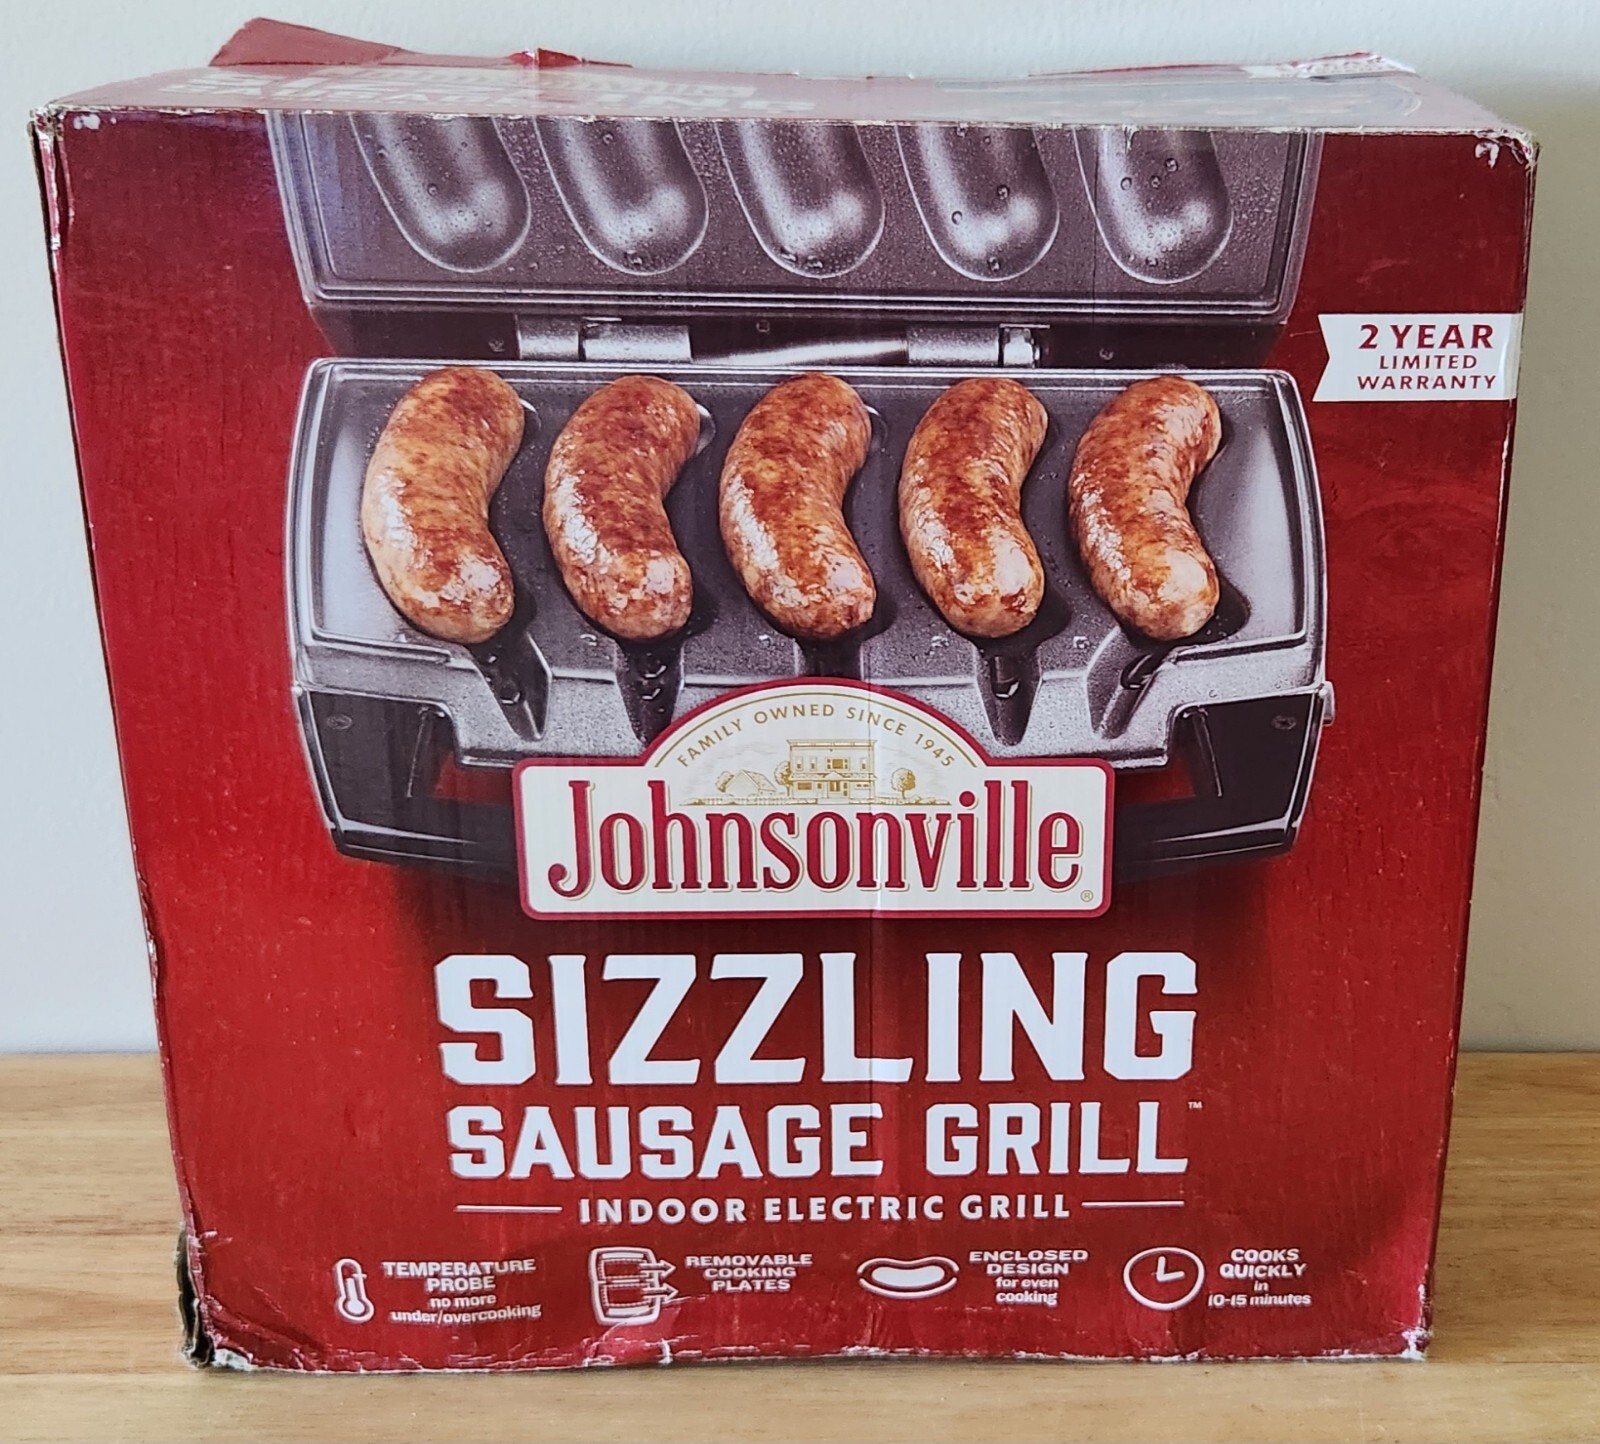 2 YEAR
LIMITED
WARRANTY
FAMILY OWNED SINCE 1945
Johnsonville®
SIZZLING
SAUSAGE GRILL™
INDOOR ELECTRIC GRILL
TEMPERATURE
PROBE
no more
under/overcooking
REMOVABLE
COOKING
PLATES
ENCLOSED
DESIGN
for even
cooking
COOKS
QUICKLY
in
10-15 minutes